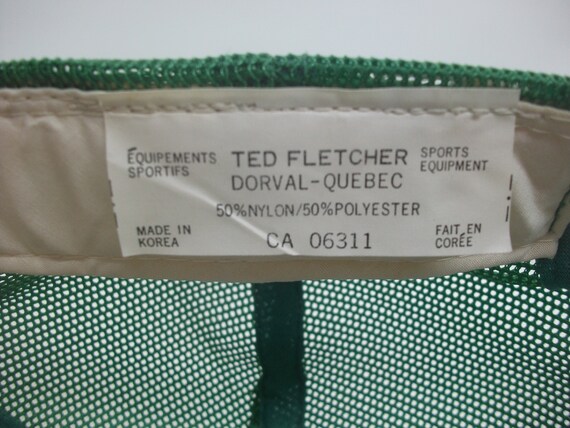 ÉQUIPEMENTS TED FLETCHER SPORTS
SPORTIFS DORVAL-QUEBEC EQUIPMENT
50%NYLON/50%POLYESTER
MADE IN CA 06311 FAIT EN
KOREA CORÉE